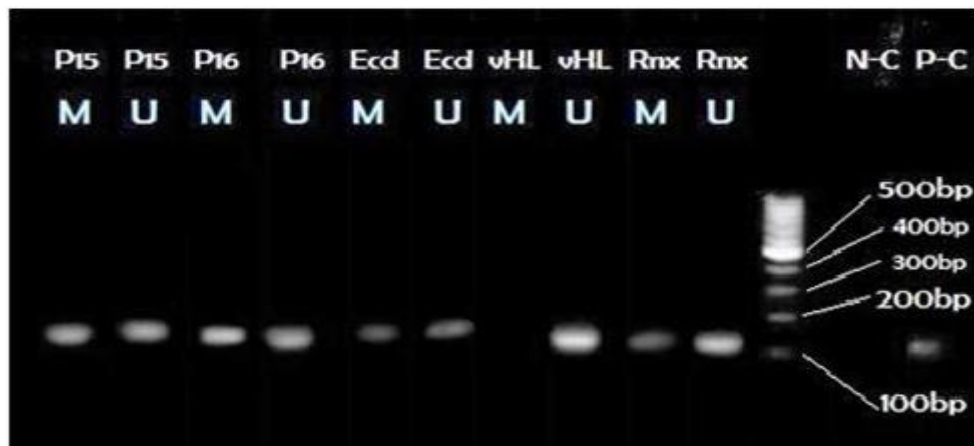 P15 P15 P16 P16 Ecd Ecd vHL vHL Rnx Rnx N-C P-C
M U M U M U M U M U
500bp
400bp
300bp
200bp
100bp